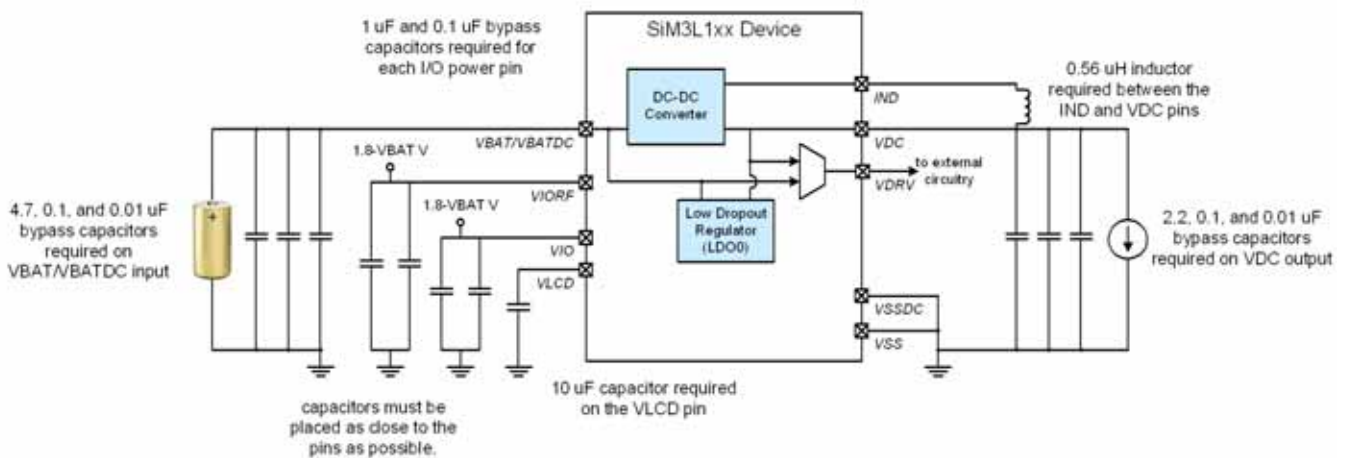 1 uF and 0.1 uF bypass
capacitors required for
each I/O power pin
SiM3L1xx Device
DC-DC
Converter
IND
0.56 uH inductor
required between the
IND and VDC pins
VBAT/VBATDC
VDC
1.8-VBAT V
VIORF
VDRV
to external
circuitry
1.8-VBAT V
4.7, 0.1, and 0.01 uF
bypass capacitors
required on
VBAT/VBATDC input
+
VIO
VLCD
Low Dropout
Regulator
(LDO0)
2.2, 0.1, and 0.01 uF
bypass capacitors
required on VDC output
VSSDC
VSS
10 uF capacitor required
on the VLCD pin
capacitors must be
placed as close to the
pins as possible.